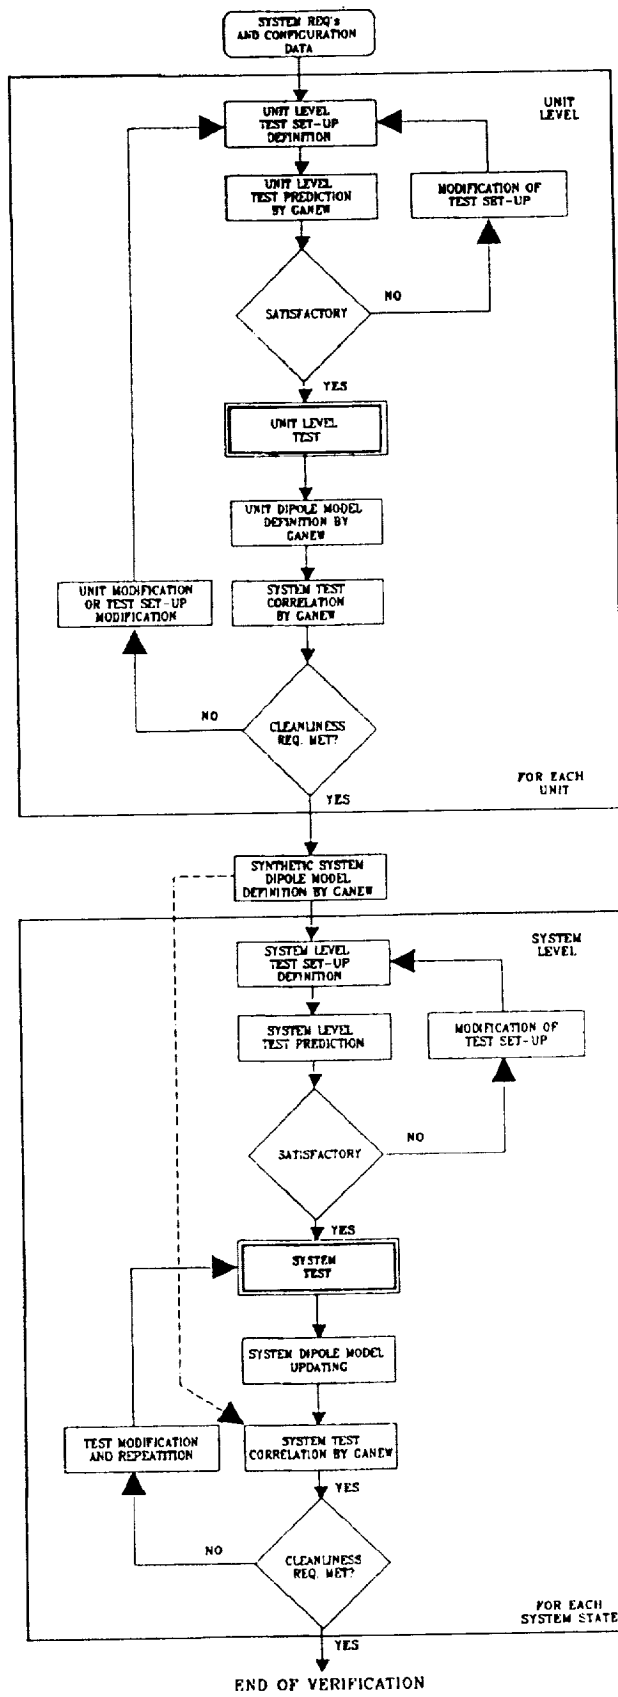 SYSTEM REQ's
AND CONFIGURATION
DATA
UNIT
LEVEL
UNIT LEVEL
TEST SET-UP
DEFINITION
UNIT LEVEL
TEST PREDICTION
BY GANEW
MODIFICATION OF
TEST SET-UP
NO
SATISFACTORY
YES
UNIT LEVEL
TEST
UNIT DIPOLE MODEL
DEFINITION BY
GANEW
UNIT MODIFICATION
OR TEST SET-UP
MODIFICATION
SYSTEM TEST
CORRELATION
BY GANEW
NO
CLEANLINESS
REQ. MET?
FOR EACH
UNIT
YES
SYNTHETIC SYSTEM
DIPOLE MODEL
DEFINITION BY GANEW
SYSTEM
LEVEL
SYSTEM LEVEL
TEST SET-UP
DEFINITION
SYSTEM LEVEL
TEST PREDICTION
MODIFICATION OF
TEST SET-UP
NO
SATISFACTORY
YES
SYSTEM
TEST
SYSTEM DIPOLE MODEL
UPDATING
TEST MODIFICATION
AND REPEATITION
SYSTEM TEST
CORRELATION BY GANEW
YES
NO
CLEANLINESS
REQ. MET?
FOR EACH
SYSTEM STATE
YES
END OF VERIFICATION